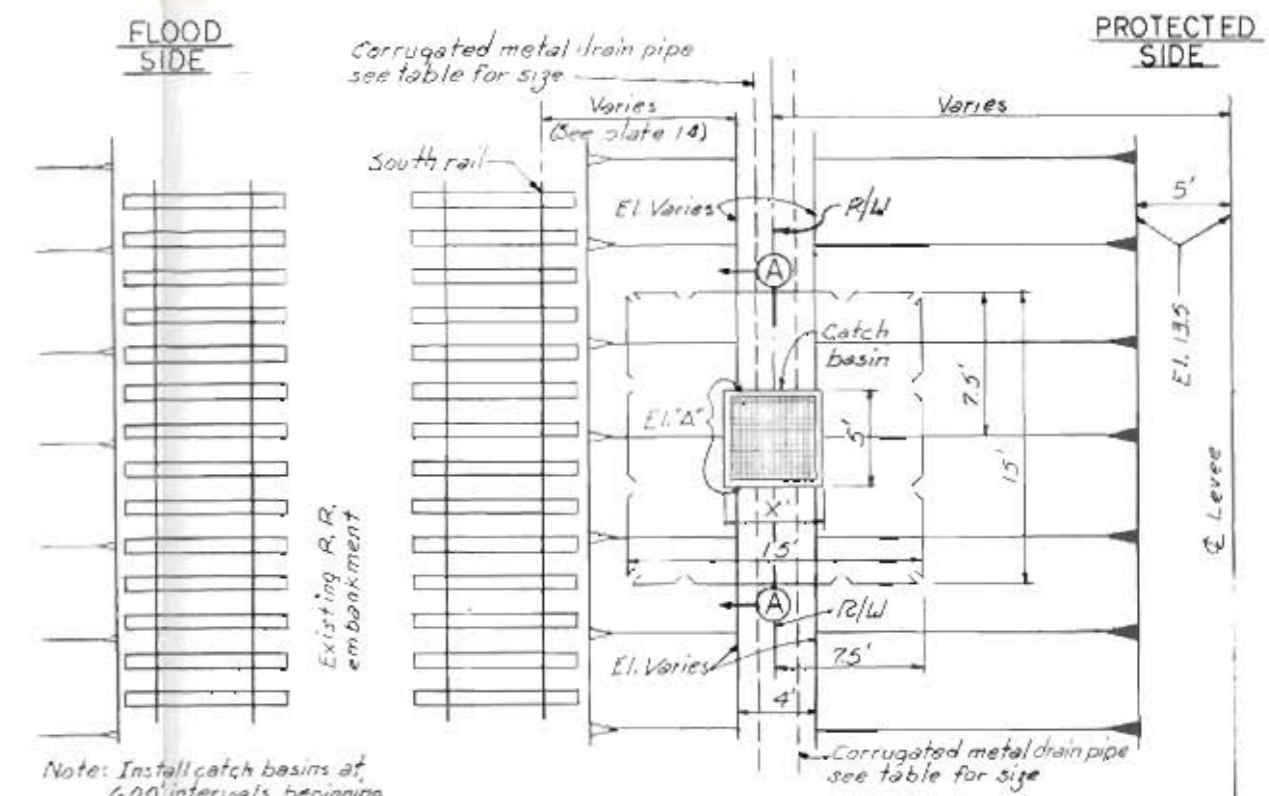 FLOOD
SIDE
PROTECTED
SIDE
Corrugated metal drain pipe
see table for size
Varies
(See plate 14)
Varies
South rail
El. Varies
R/W
5'
A
Catch
basin
El. 13.5
7.5'
El."A"
5'
15'
X'
15'
℄ Levee
Existing R.R.
embankment
A
R/W
El. Varies
7.5'
4'
Corrugated metal drain pipe
see table for size
Note: Install catch basins at
600' intervals beginning